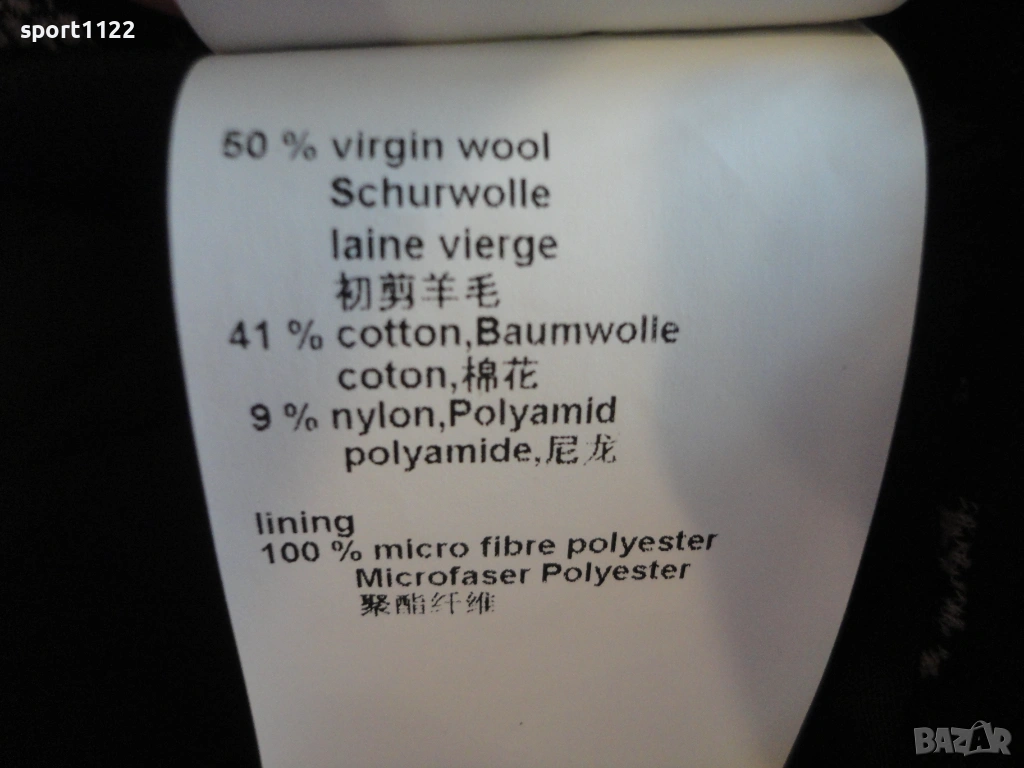 sport1122
50 % virgin wool
Schurwolle
laine vierge
初剪羊毛
41 % cotton,Baumwolle
coton,棉花
9 % nylon,Polyamid
polyamide,尼龙
lining
100 % micro fibre polyester
Microfaser Polyester
聚酯纤维
BAZAR